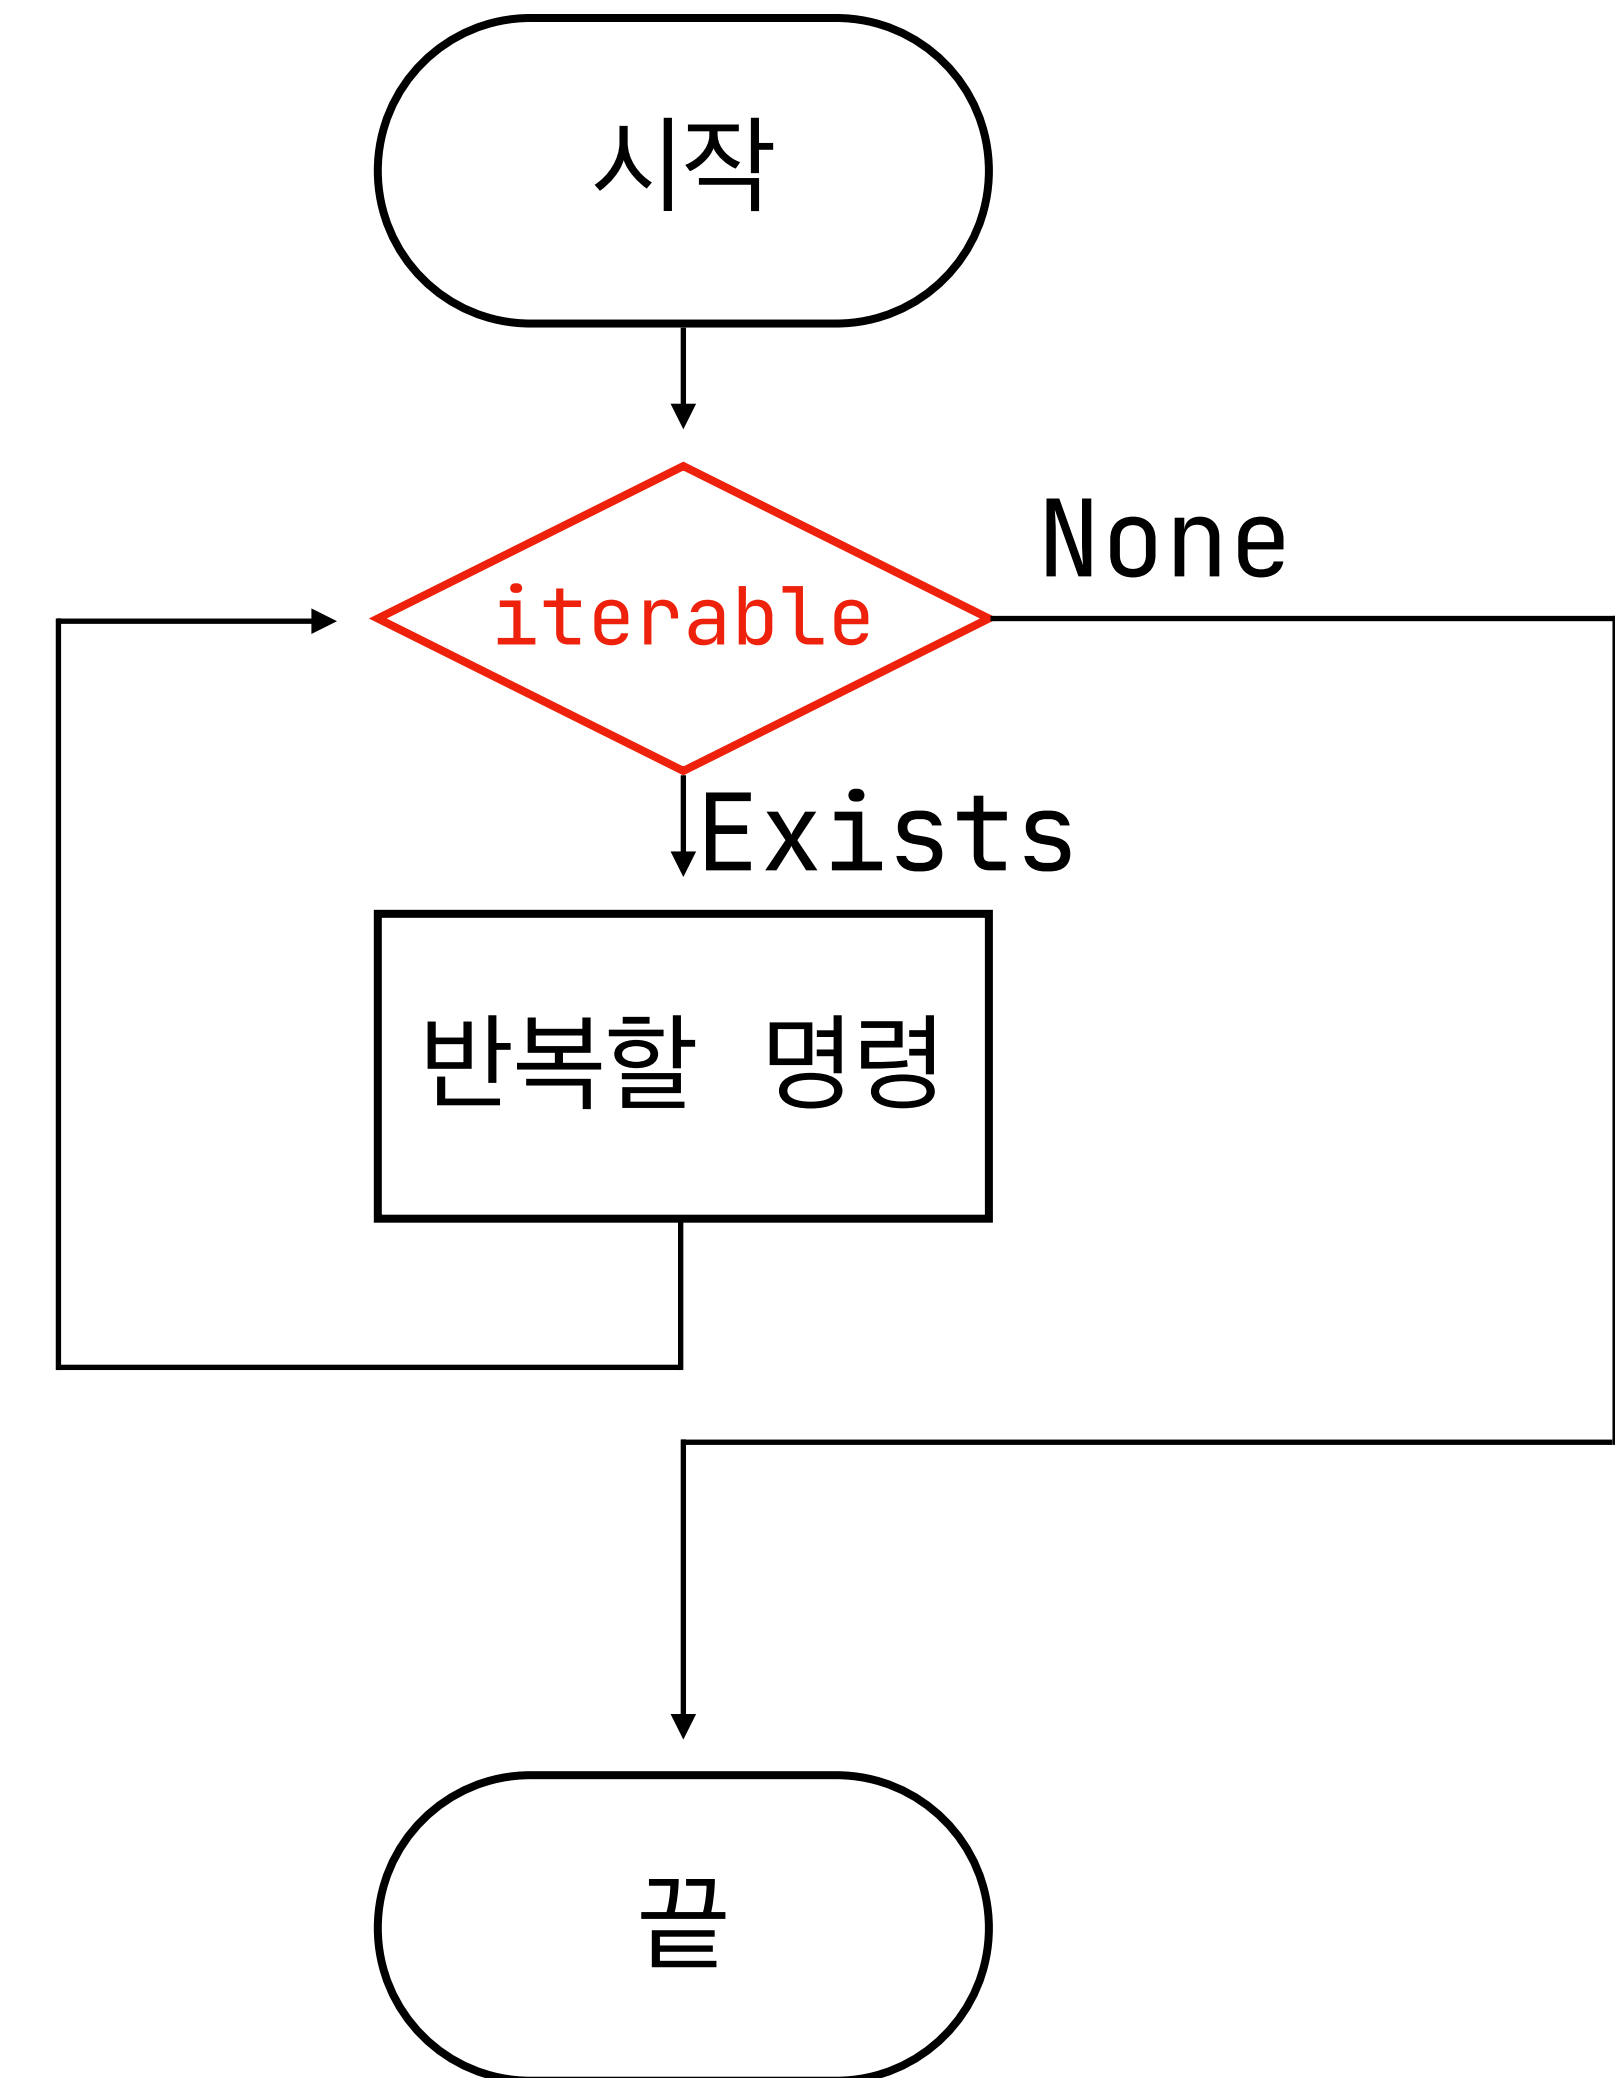 시작
None
iterable
Exists
반복할 명령
끝